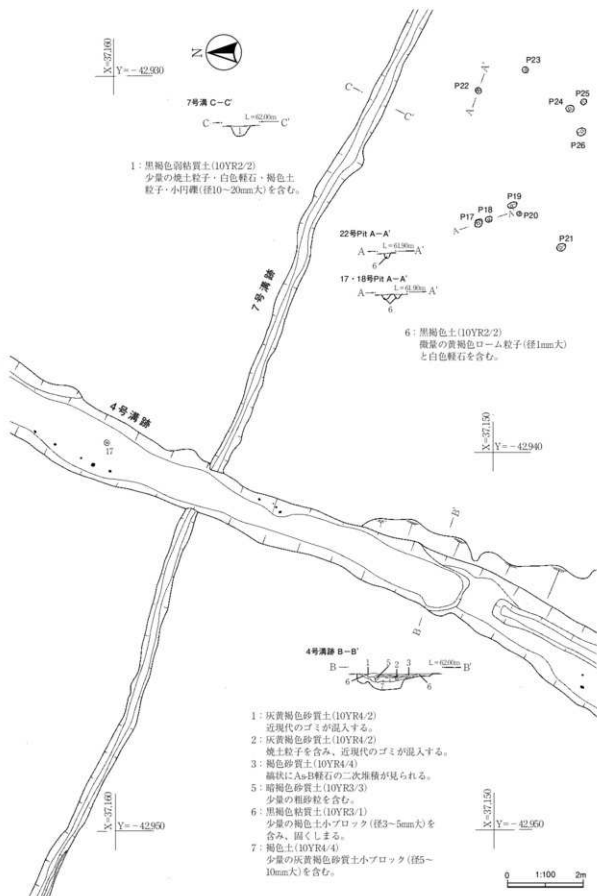 N
X=37,160
Y=-42,930
7号溝 C-C'
L=62.00m
C
C'
1
1：黒褐色弱粘質土(10YR2/2)
少量の焼土粒子・白色軽石・褐色土
粒子・小円礫(径10～20mm大)を含む。
C
C'
7号溝跡
P23
P22
A
A'
P25
P24
P26
P19
P18
P17
P20
A
A'
P21
22号Pit A-A'
L=61.90m
A
A'
6
17・18号Pit A-A'
L=61.90m
A
A'
6
6：黒褐色土(10YR2/2)
微量の黄褐色ローム粒子(径1mm大)
と白色軽石を含む。
4号溝跡
17
X=37,150
Y=-42,940
B'
B
4号溝跡 B-B'
B
1
5
2
3
L=62.00m
B'
6
6
1：灰黄褐色砂質土(10YR4/2)
近現代のゴミが混入する。
2：灰黄褐色砂質土(10YR4/2)
焼土粒子を含み、近現代のゴミが混入する。
3：褐色砂質土(10YR4/4)
縞状にAs-B軽石の二次堆積が見られる。
5：暗褐色砂質土(10YR3/3)
少量の粗砂粒を含む。
6：黒褐色粘質土(10YR3/1)
少量の褐色土小ブロック(径3～5mm大)を
含み、固くしまる。
7：褐色土(10YR4/4)
少量の灰黄褐色砂質土小ブロック(径5～
10mm大)を含む。
X=37,160
Y=-42,950
X=37,150
Y=-42,950
0
1:100
2m